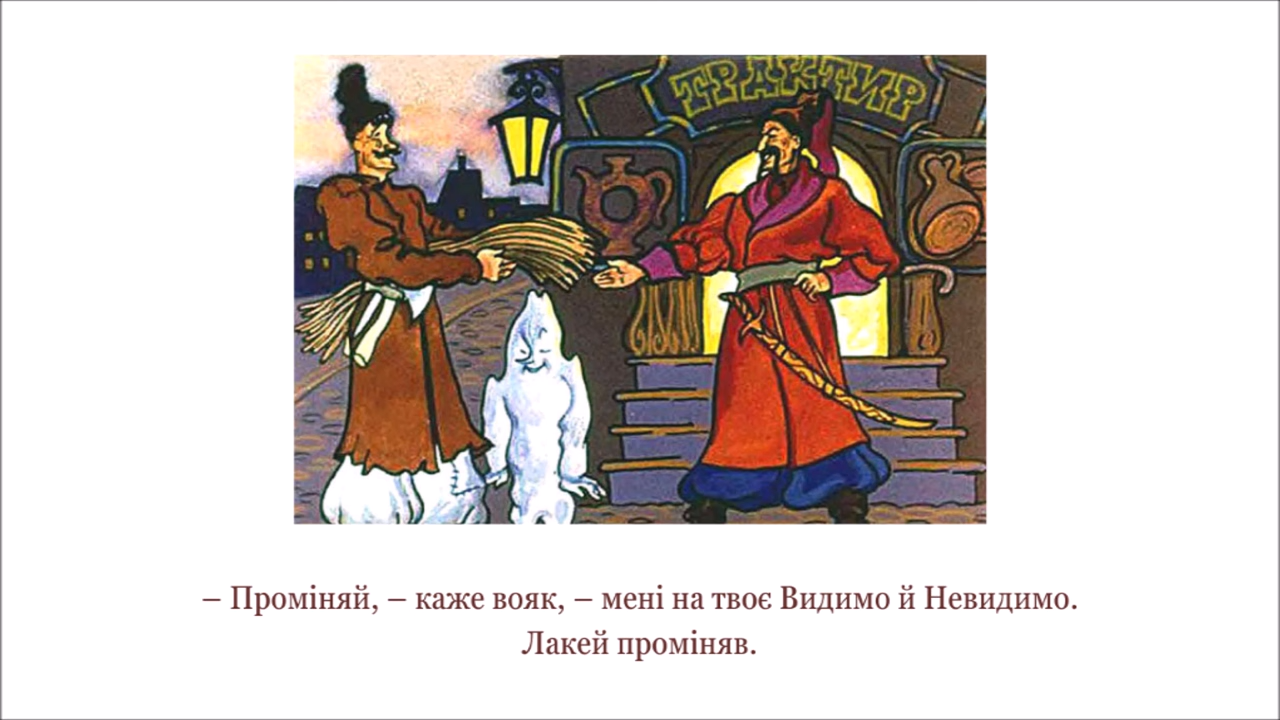 ТРАКТИР
– Проміняй, – каже вояк, – мені на твоє Видимо й Невидимо.
Лакей проміняв.